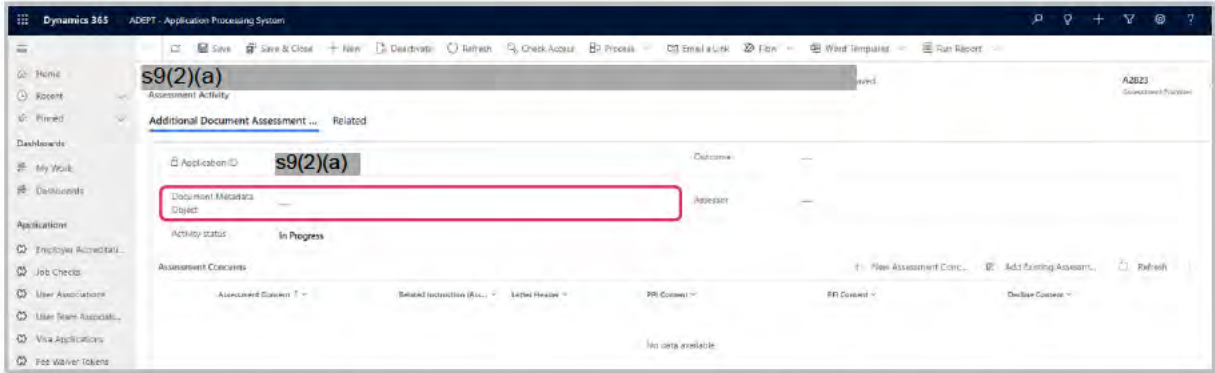 Dynamics 365 ADEPT - Application Processing System
Save Save & Close New Deactivate Refresh Check Access Process Email a Link Flow Word Templates Run Report
Home
Recent
Pinned
Dashboards
My Work
Dashboards
Applications
Employer Accreditati...
Job Checks
User Associations
User Team Associati...
Visa Applications
Fee Waiver Tokens
s9(2)(a)
Assessment Activity
A2B23
Additional Document Assessment ... Related
Application ID s9(2)(a)
Outcome ---
Document Metadata Object ---
Assessor ---
Activity status In Progress
Assessment Concerns
New Assessment Conc... Add Existing Assessm... Refresh
Assessment Concern ↑ Related Instruction (Ass... Letter Header PPI Content RFI Content Decline Content
No data available